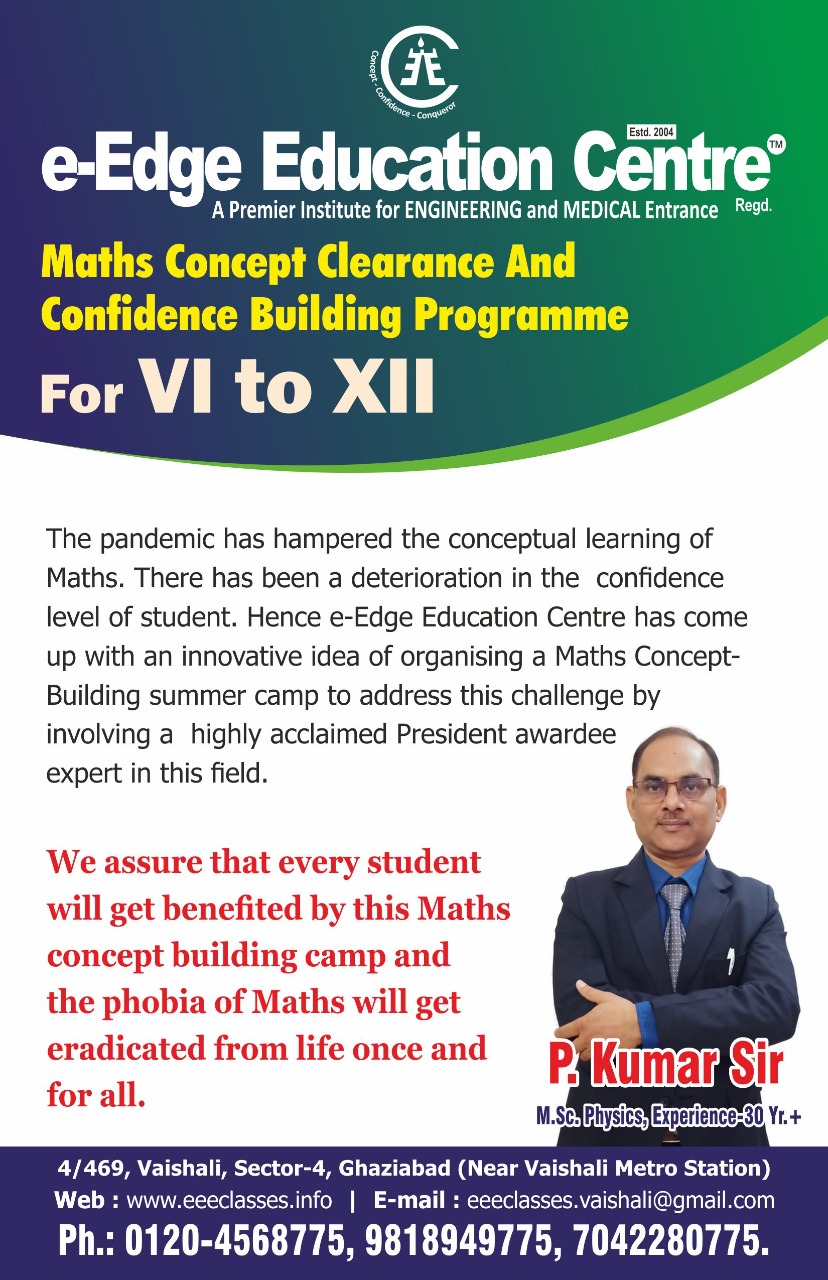 Concept - Confidence - Conqueror
Estd. 2004
e-Edge Education Centre TM
A Premier Institute for ENGINEERING and MEDICAL Entrance Regd.
Maths Concept Clearance And
Confidence Building Programme
For VI to XII
The pandemic has hampered the conceptual learning of
Maths. There has been a deterioration in the confidence
level of student. Hence e-Edge Education Centre has come
up with an innovative idea of organising a Maths Concept-
Building summer camp to address this challenge by
involving a highly acclaimed President awardee
expert in this field.
We assure that every student
will get benefited by this Maths
concept building camp and
the phobia of Maths will get
eradicated from life once and
for all.
P. Kumar Sir
M.Sc. Physics, Experience-30 Yr.+
4/469, Vaishali, Sector-4, Ghaziabad (Near Vaishali Metro Station)
Web : www.eeeclasses.info | E-mail : eeeclasses.vaishali@gmail.com
Ph.: 0120-4568775, 9818949775, 7042280775.